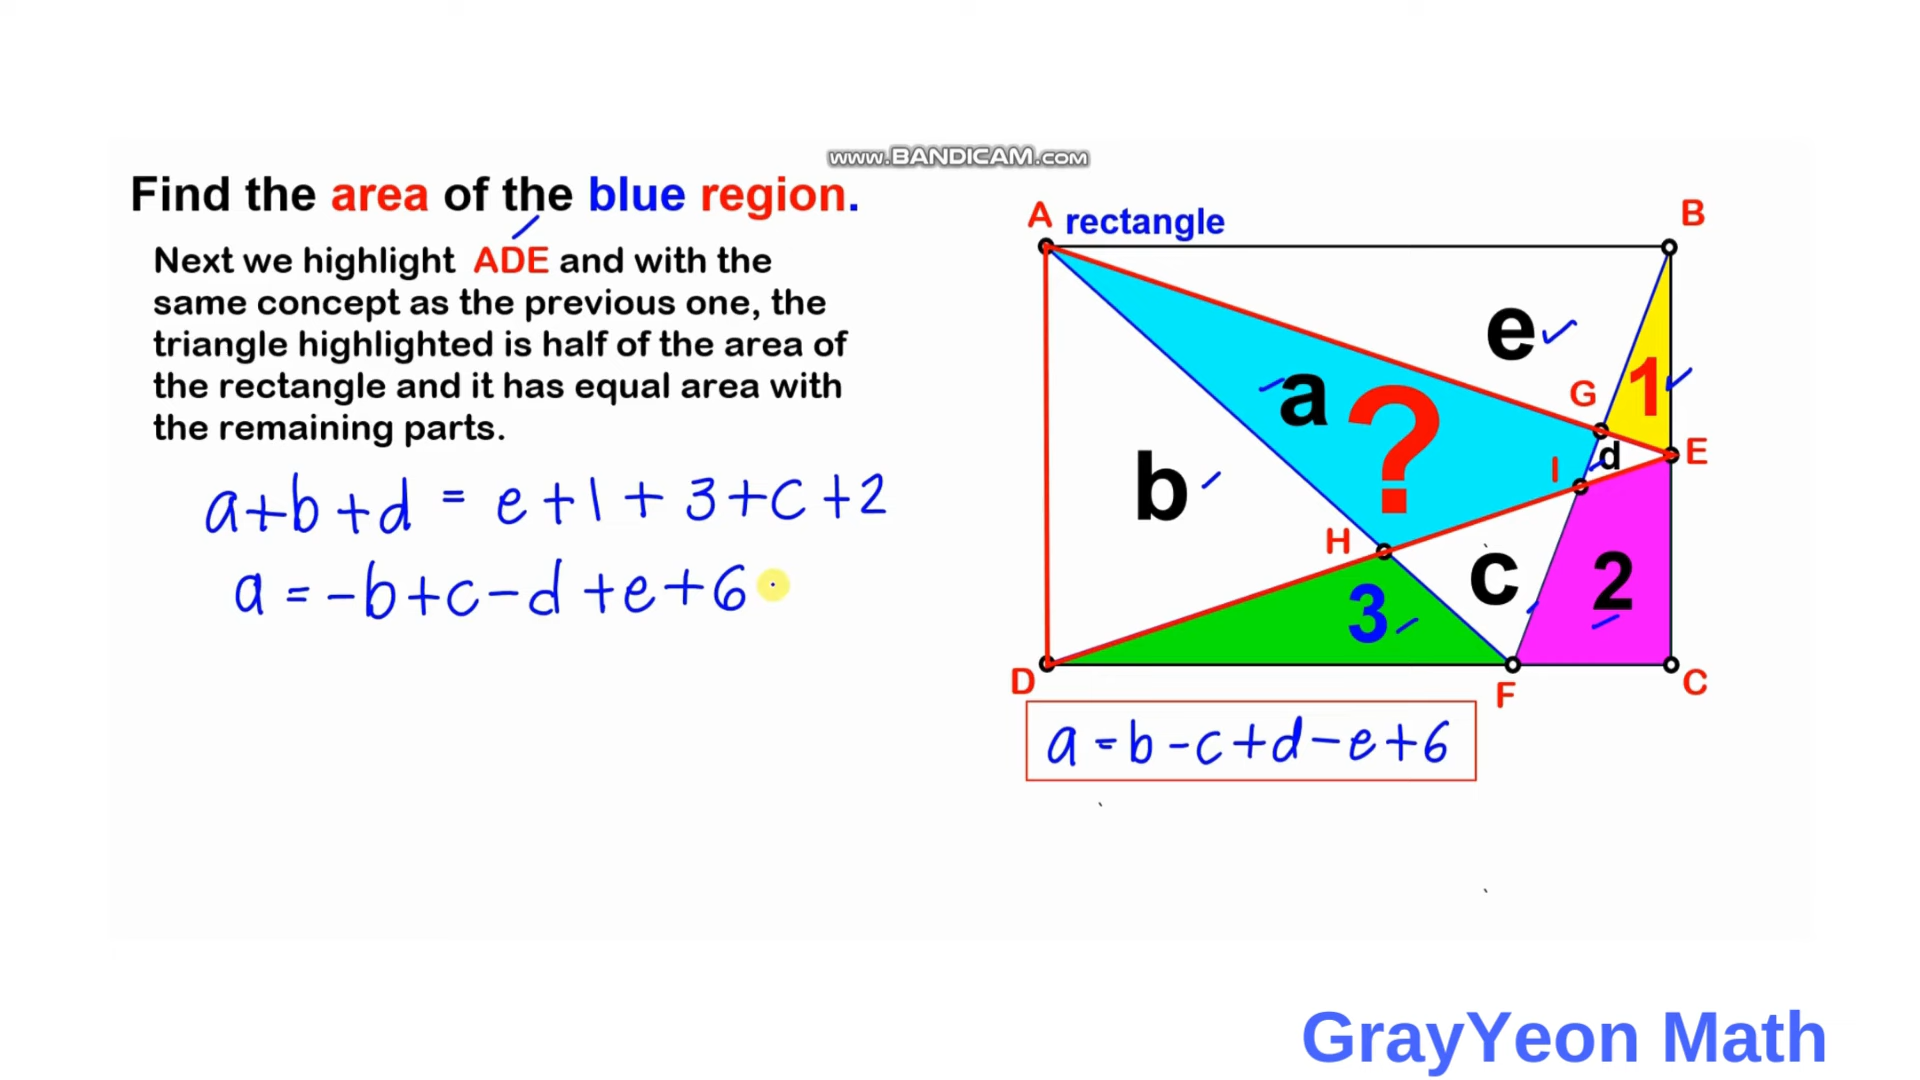 www.BANDICAM.com
Find the area of the blue region.
Next we highlight ADE and with the
same concept as the previous one, the
triangle highlighted is half of the area of
the rectangle and it has equal area with
the remaining parts.
a+b+d = e+1+3+c+2
a = -b+c-d+e+6
A rectangle B
e
a ? G 1
b I d E
H
3 c 2
D F C
a = b-c+d-e+6
GrayYeon Math